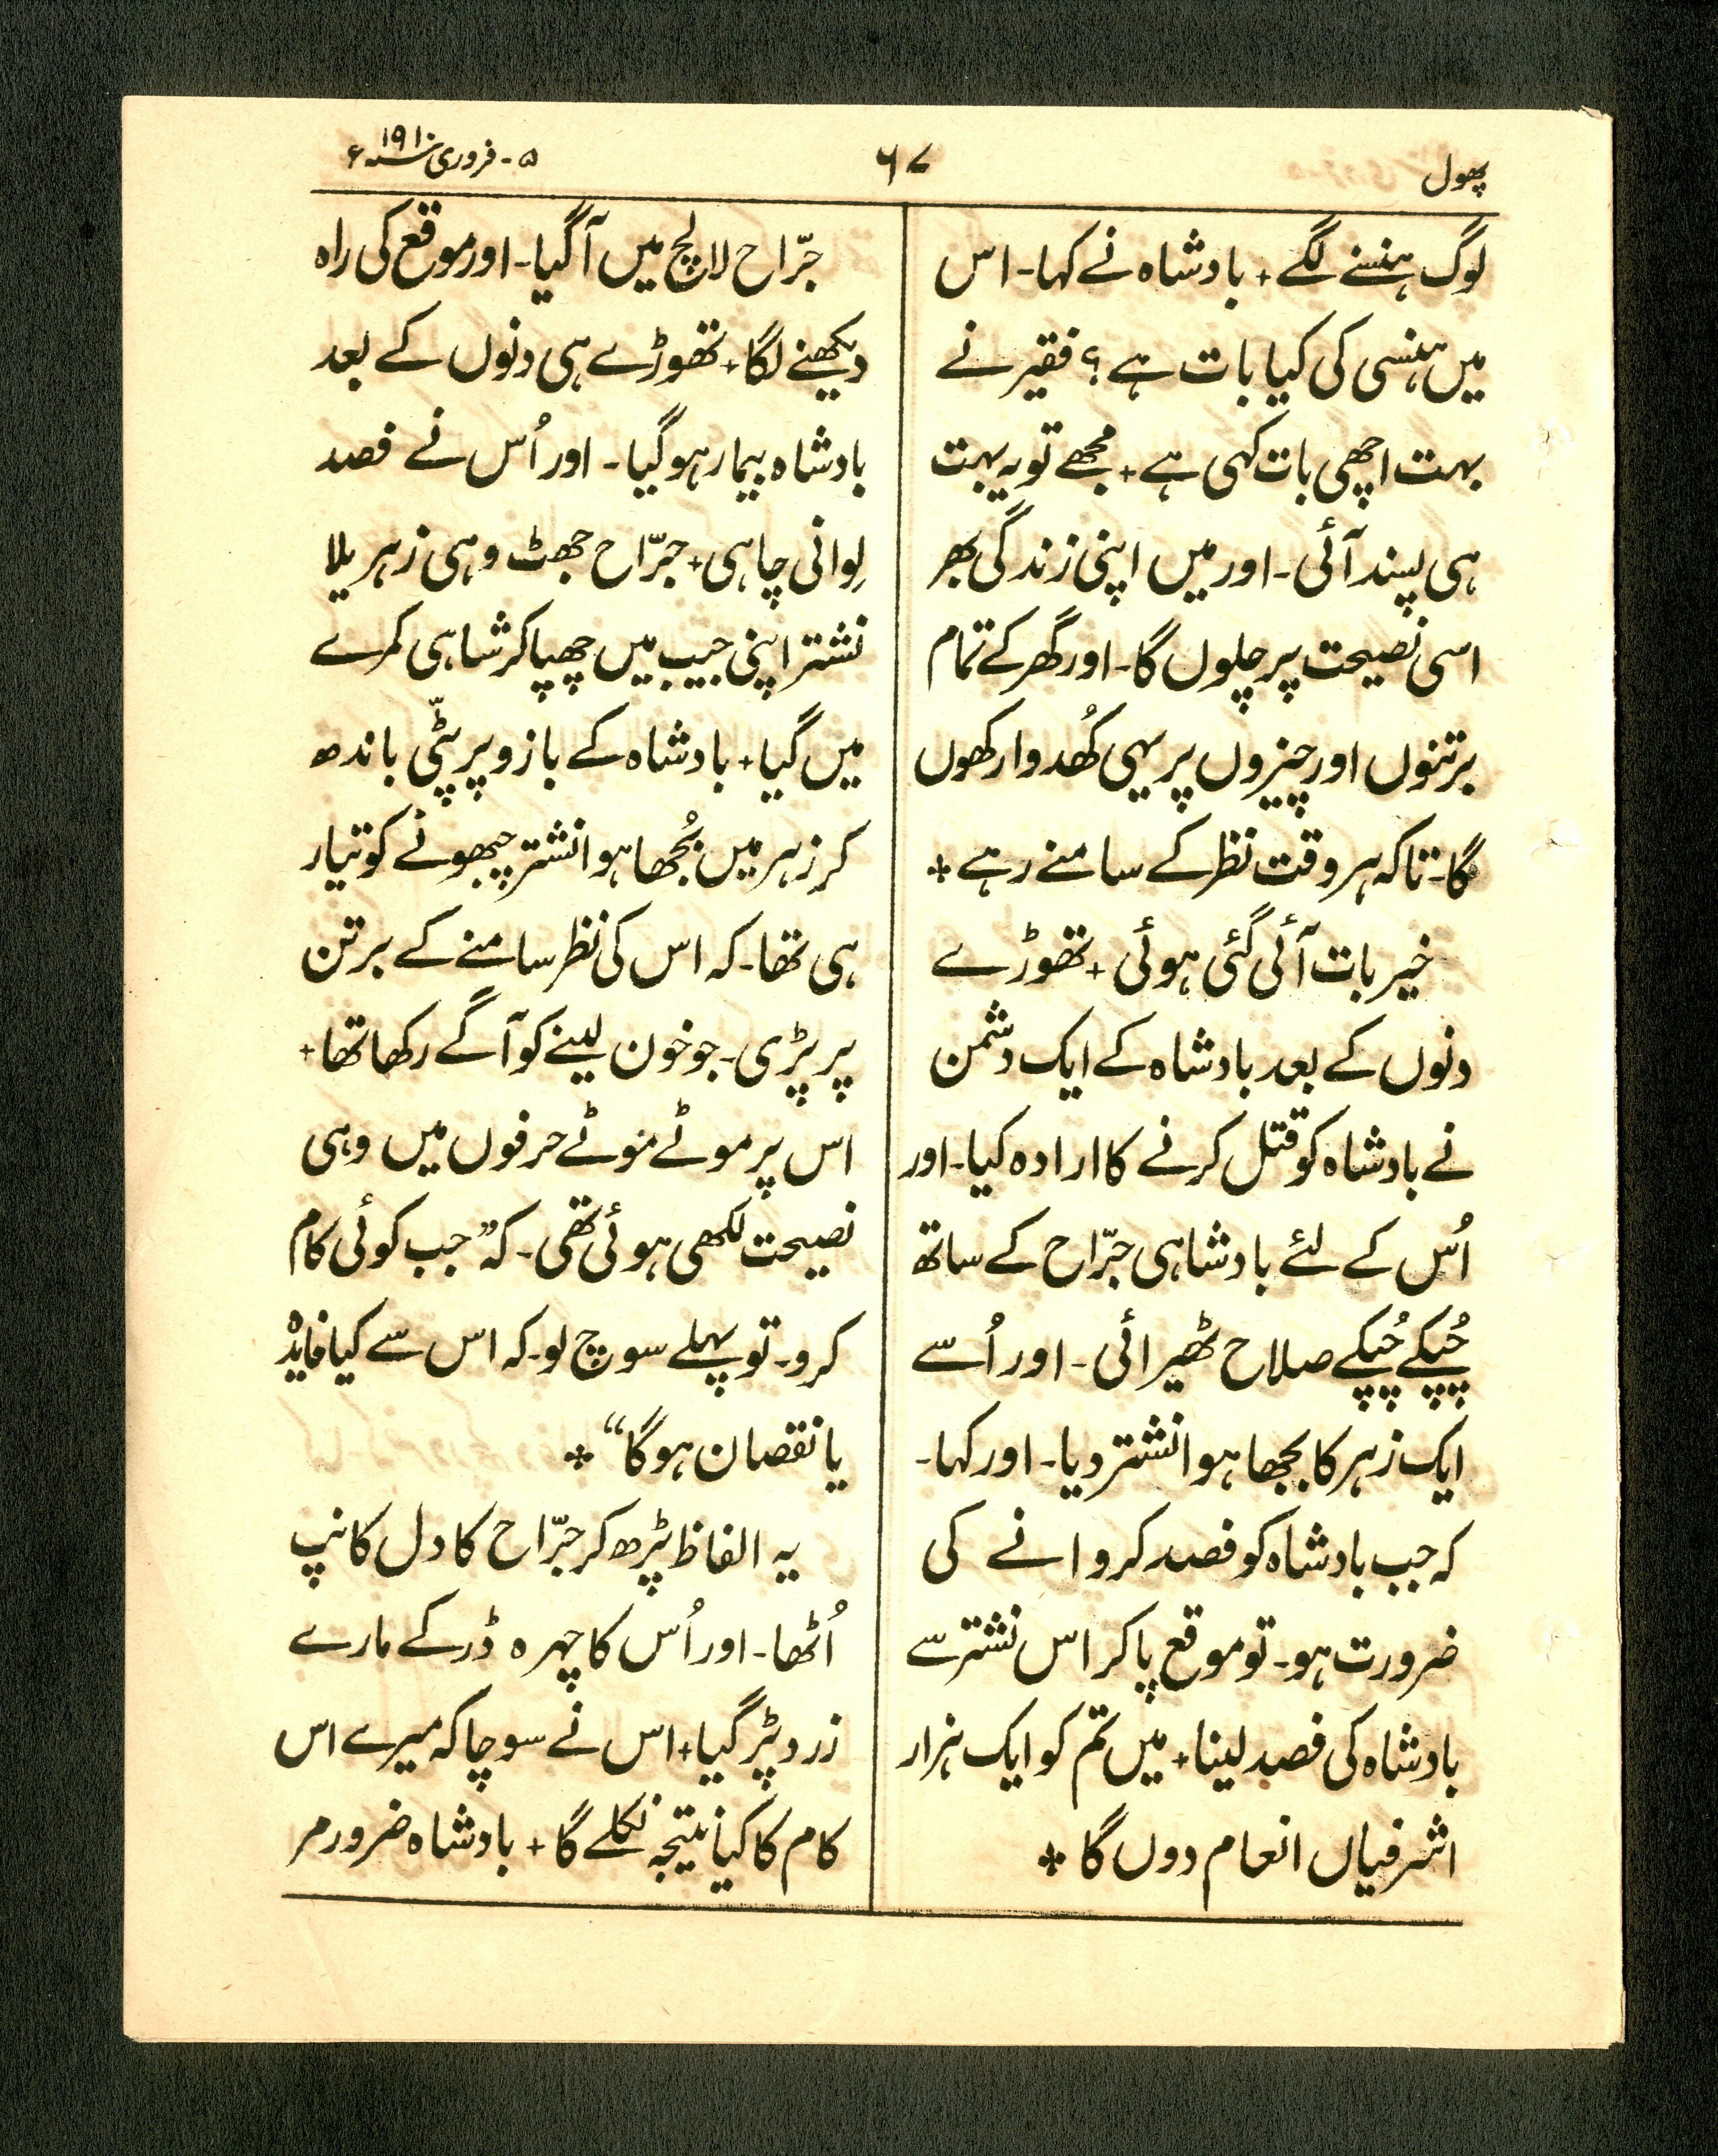 پھول
۶۷
۵۔ فروری سنہ ۱۹۱۰ء
لوگ ہنسنے لگے + بادشاہ نے کہا۔ اس
میں ہنسی کی کیا بات ہے؟ فقیر نے
بہت اچھی بات کہی ہے + مجھے تو یہ بہت
ہی پسند آئی۔ اور میں اپنی زندگی بھر
اسی نصیحت پر چلوں گا۔ اور گھر کے تمام
برتنوں اور چیزوں پر یہی کُھدوا رکھوں
گا۔ تاکہ ہر وقت نظر کے سامنے رہے ❊
خیر بات آئی گئی ہوئی + تھوڑے
دنوں کے بعد بادشاہ کے ایک دشمن
نے بادشاہ کو قتل کرنے کا ارادہ کیا۔ اور
اُس کے لئے بادشاہی جرّاح کے ساتھ
چُپکے چُپکے صلاح ٹھیرائی۔ اور اُسے
ایک زہر کا بجھا ہوا نشتر دیا۔ اور کہا۔
کہ جب بادشاہ کو فصد کروانے کی
ضرورت ہو۔ تو موقع پا کر اس نشتر سے
بادشاہ کی فصد لینا + میں تم کو ایک ہزار
اشرفیاں انعام دوں گا ❊
جرّاح لالچ میں آ گیا۔ اور موقع کی راہ
دیکھنے لگا + تھوڑے ہی دنوں کے بعد
بادشاہ بیمار ہو گیا۔ اور اُس نے فصد
لوانی چاہی + جرّاح جھٹ وہی زہریلا
نشتر اپنی جیب میں چھپا کر شاہی کمرے
میں گیا + بادشاہ کے بازو پر پٹّی باندھ
کر زہر میں بُجھا ہوا نشتر چبھونے کو تیار
ہی تھا۔ کہ اس کی نظر سامنے کے برتن
پر پڑی۔ جو خون لینے کو آگے رکھا تھا +
اس پر موٹے موٹے حرفوں میں وہی
نصیحت لکھی ہوئی تھی۔ کہ ”جب کوئی کام
کرو۔ تو پہلے سوچ لو۔ کہ اس سے کیا فایدہ
یا نقصان ہوگا“ ❊
یہ الفاظ پڑھ کر جرّاح کا دل کانپ
اُٹھا۔ اور اُس کا چہرہ ڈر کے مارے
زرد پڑ گیا + اس نے سوچا کہ میرے اس
کام کا کیا نتیجہ نکلے گا + بادشاہ ضرور مر